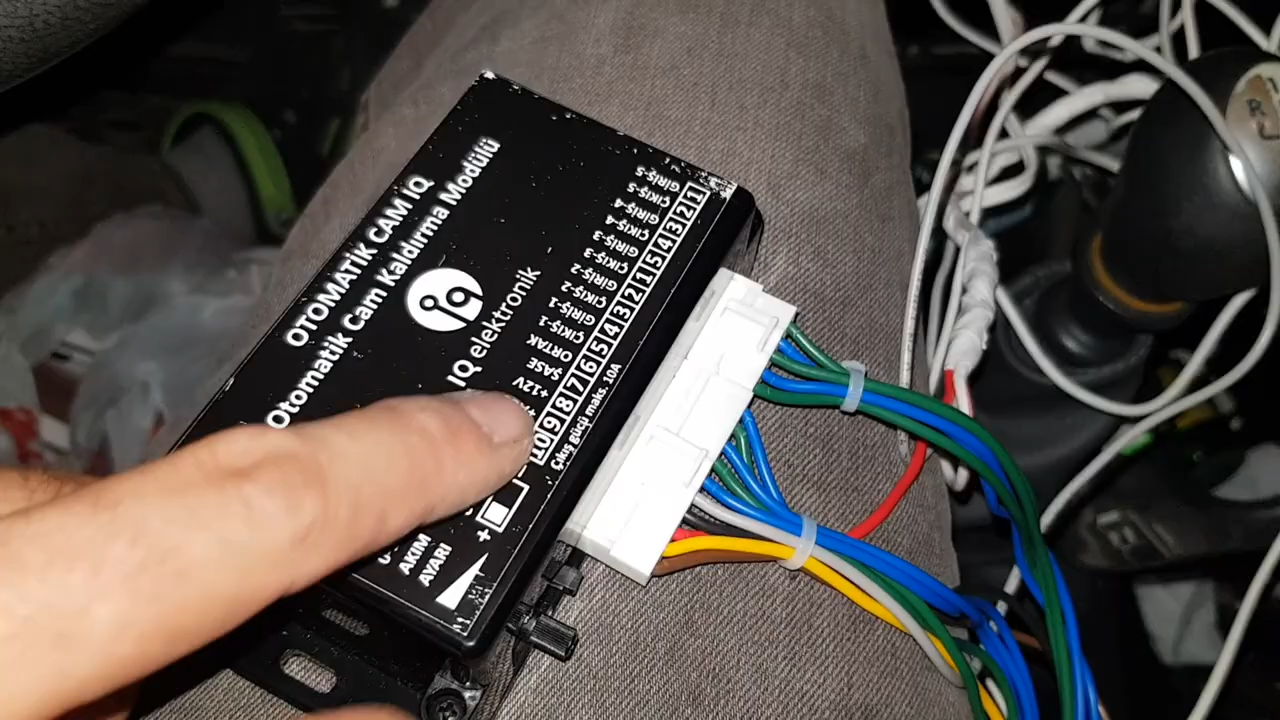 OTOMATİK CAM IQ
Otomatik Cam Kaldırma Modülü
iq
IQ elektronik
GİRİŞ-5
ÇIKIŞ-5
GİRİŞ-4
ÇIKIŞ-4
GİRİŞ-3
ÇIKIŞ-3
GİRİŞ-2
ÇIKIŞ-2
GİRİŞ-1
ÇIKIŞ-1
ORTAK
ŞASE
+12V
10 9 8 7 6 5 4 3 2 1 5 4 3 2 1
Çıkış gücü maks. 10A
+
AKIM
AYARI
R